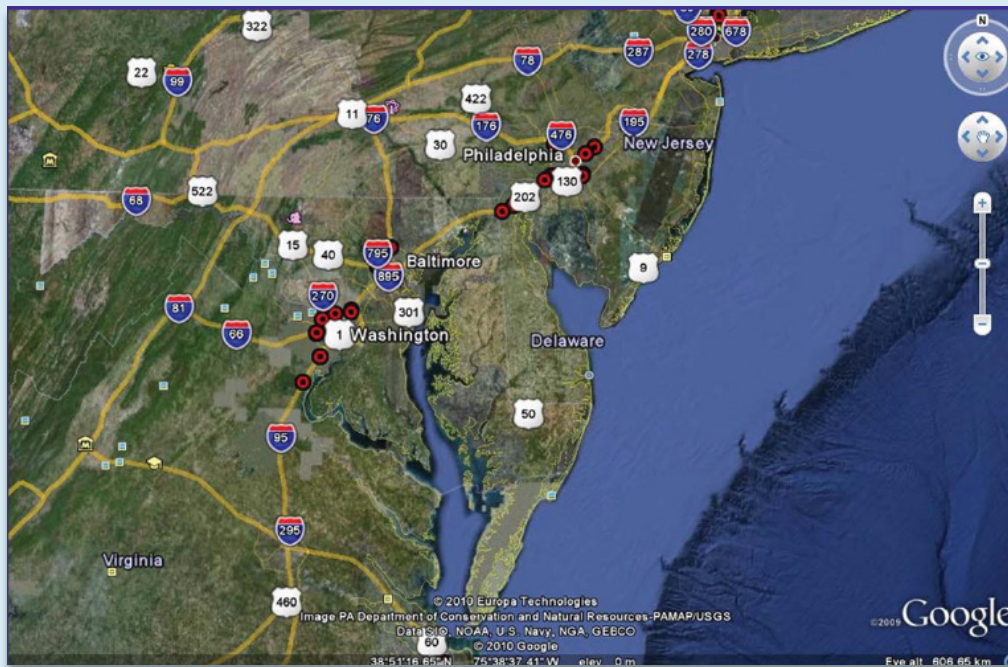 322
22
99
78
287
280
678
278
422
11
76
176
476
195
30
Philadelphia
New Jersey
130
202
522
68
15
40
795
Baltimore
895
9
270
301
81
66
1
Washington
Delaware
50
95
295
Virginia
460
60
© 2010 Europa Technologies
Image PA Department of Conservation and Natural Resources-PAMAP/USGS
Data SIO, NOAA, U.S. Navy, NGA, GEBCO
© 2010 Google
©2009 Google
38°51'16.65"N 75°38'37.41"W elev 0 m
Eye alt 606.65 km
N